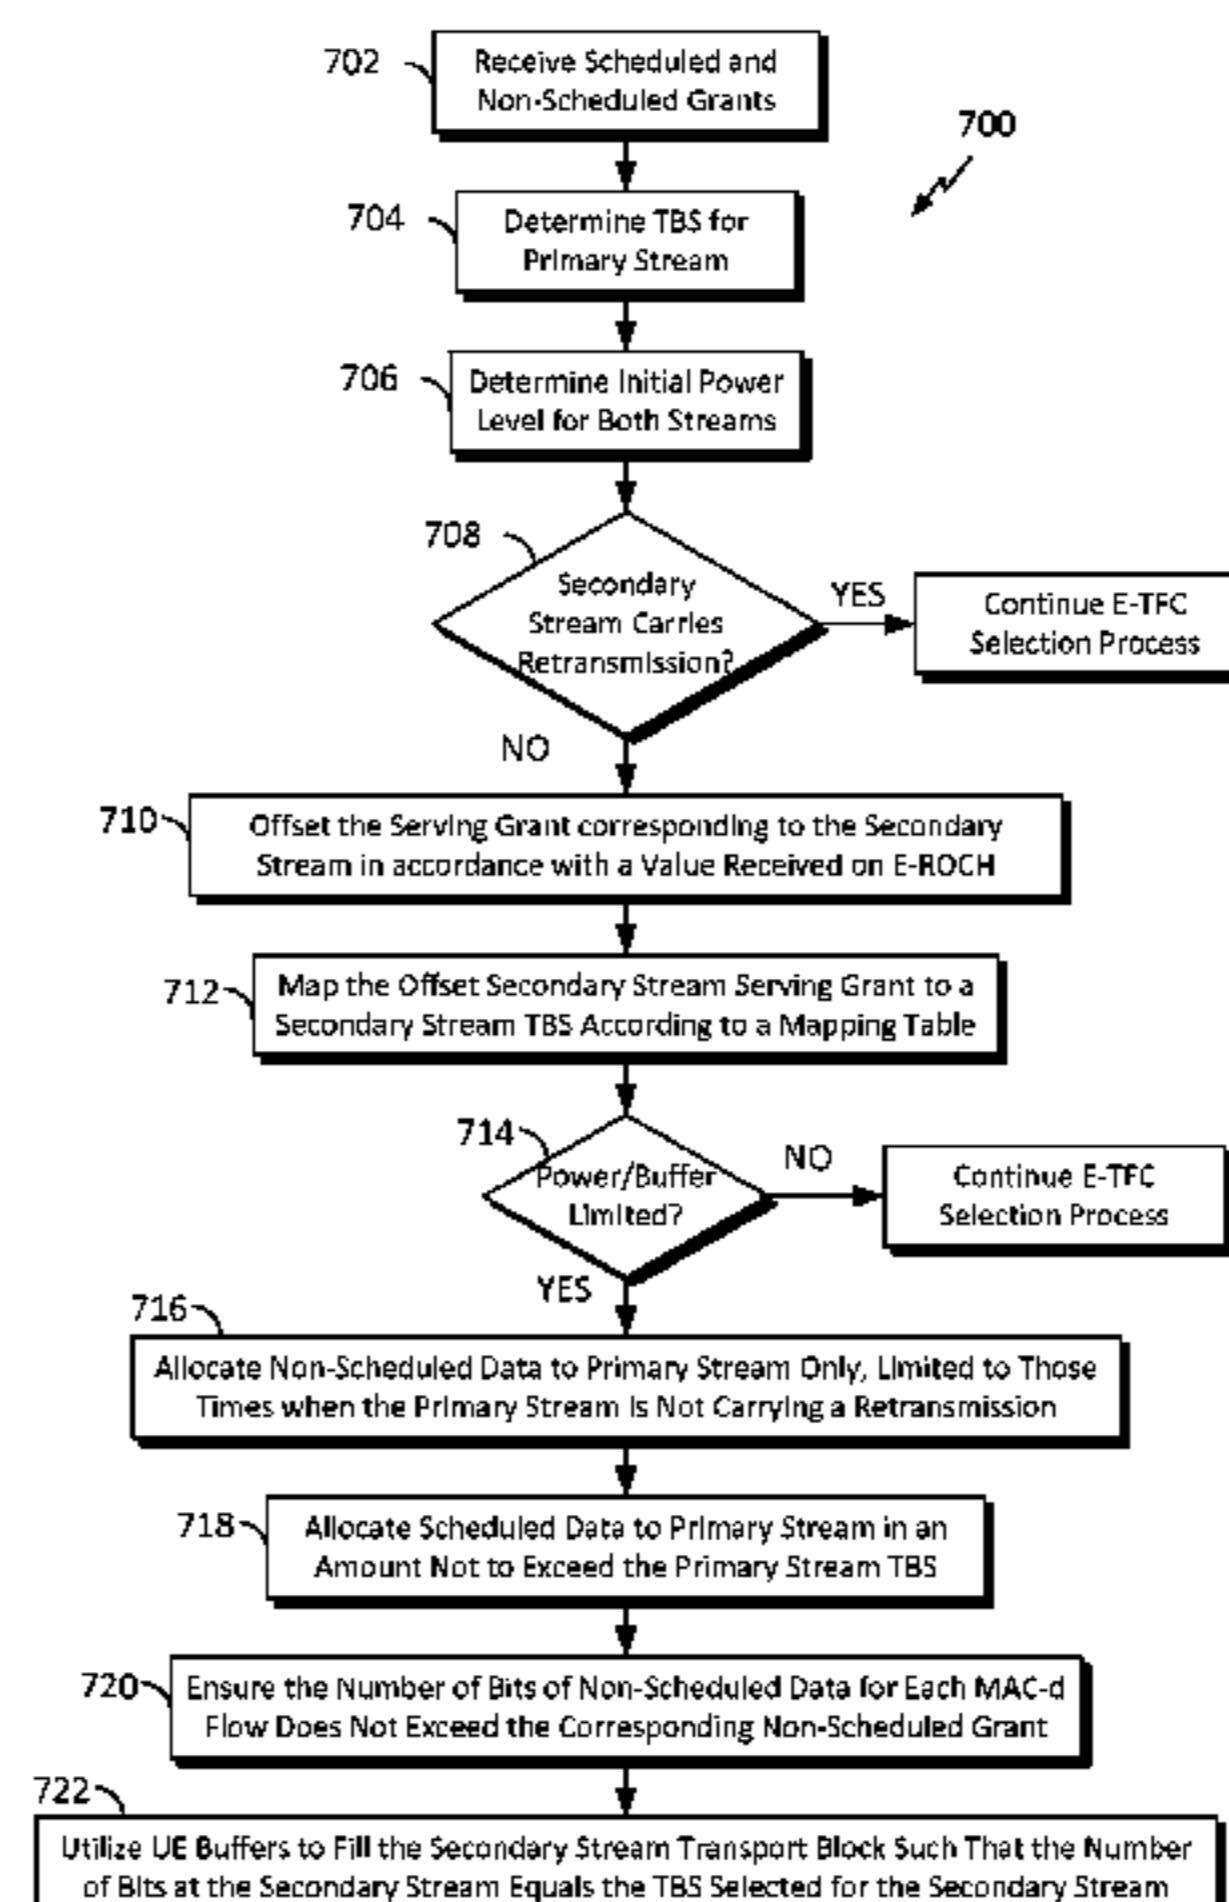 702
Receive Scheduled and
Non-Scheduled Grants
700
704
Determine TBS for
Primary Stream
706
Determine Initial Power
Level for Both Streams
708
Secondary
Stream Carries
Retransmission?
YES
Continue E-TFC
Selection Process
NO
710
Offset the Serving Grant corresponding to the Secondary
Stream in accordance with a Value Received on E-ROCH
712
Map the Offset Secondary Stream Serving Grant to a
Secondary Stream TBS According to a Mapping Table
714
Power/Buffer
Limited?
NO
Continue E-TFC
Selection Process
YES
716
Allocate Non-Scheduled Data to Primary Stream Only, Limited to Those
Times when the Primary Stream is Not Carrying a Retransmission
718
Allocate Scheduled Data to Primary Stream in an
Amount Not to Exceed the Primary Stream TBS
720
Ensure the Number of Bits of Non-Scheduled Data for Each MAC-d
Flow Does Not Exceed the Corresponding Non-Scheduled Grant
722
Utilize UE Buffers to Fill the Secondary Stream Transport Block Such That the Number
of Bits at the Secondary Stream Equals the TBS Selected for the Secondary Stream